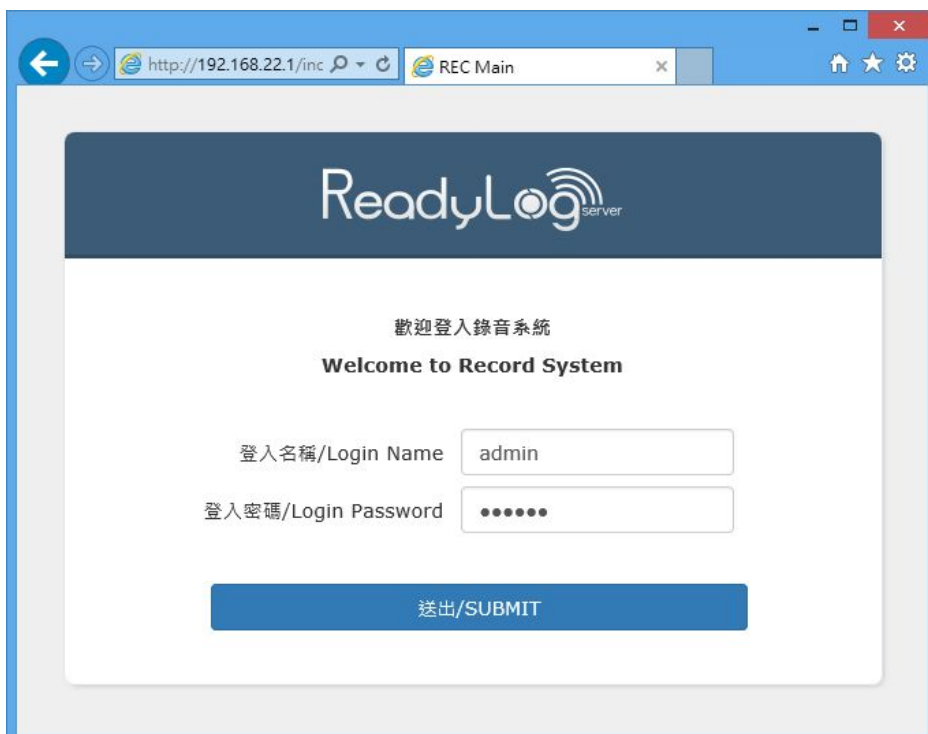 http://192.168.22.1/inc
REC Main
ReadyLog server
歡迎登入錄音系統
Welcome to Record System
登入名稱/Login Name admin
登入密碼/Login Password ••••••
送出/SUBMIT